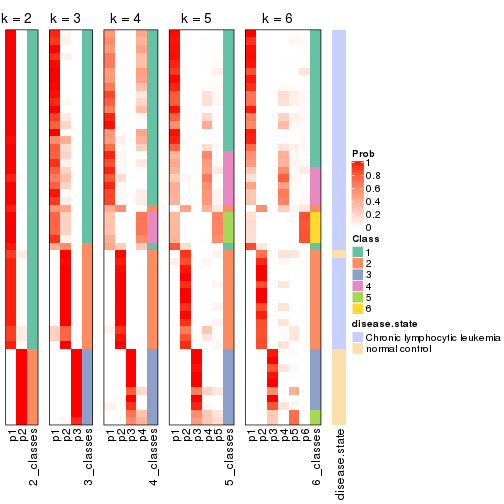 k = 2
k = 3
k = 4
k = 5
k = 6
p1
p2
2_classes
p1
p2
p3
3_classes
p1
p2
p3
p4
4_classes
p1
p2
p3
p4
p5
5_classes
p1
p2
p3
p4
p5
p6
6_classes
disease.state
Prob
1
0.8
0.6
0.4
0.2
0
Class
1
2
3
4
5
6
disease.state
Chronic lymphocytic leukemia
normal control